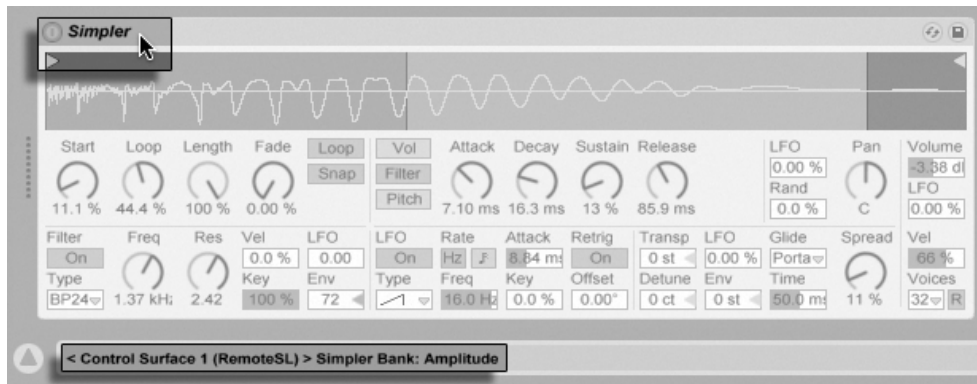 Simpler
Start Loop Length Fade Loop Vol Attack Decay Sustain Release LFO Pan Volume
Snap Filter 0.00 % -3.38 dl
Pitch Rand LFO
11.1 % 44.4 % 100 % 0.00 % 7.10 ms 16.3 ms 13 % 85.9 ms 0.0 % C 0.00 %
Filter Freq Res Vel LFO LFO Rate Attack Retrig Transp LFO Glide Spread Vel
On 0.0 % 0.00 On Hz 8.84 m On 0 st 0.00 % Porta 66 %
Type Key Env Type Freq Key Offset Detune Env Time Voices
BP24 1.37 kHz 2.42 100 % 72 16.0 Hz 0.0 % 0.00° 0 ct 0 st 50.0 m 11 % 32 R
< Control Surface 1 (RemoteSL) > Simpler Bank: Amplitude